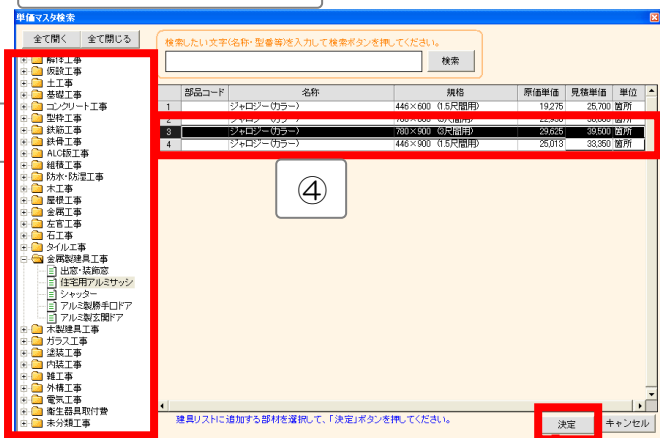 単価マスタ検索
全て開く 全て閉じる
検索したい文字(名称・型番等)を入力して検索ボタンを押してください。
検索
解体工事
仮設工事
土工事
基礎工事
コンクリート工事
型枠工事
鉄筋工事
鉄骨工事
ALC版工事
組積工事
防水・防湿工事
木工事
屋根工事
金属工事
左官工事
石工事
タイル工事
金属製建具工事
出窓・装飾窓
住宅用アルミサッシ
シャッター
アルミ製勝手口ドア
アルミ製玄関ドア
木製建具工事
ガラス工事
塗装工事
内装工事
雑工事
外構工事
電気工事
衛生器具取付費
未分類工事
部品コード 名称 規格 原価単価 見積単価 単位
1 ジャロジー(カラー) 446×600 (1.5尺間用) 19,275 25,700 箇所
2 ジャロジー(カラー)
3 ジャロジー(カラー) 780×900 (3尺間用) 29,625 39,500 箇所
4 ジャロジー(カラー) 446×900 (1.5尺間用) 25,013 33,350 箇所
④
建具リストに追加する部材を選択して、「決定」ボタンを押してください。
決定 キャンセル